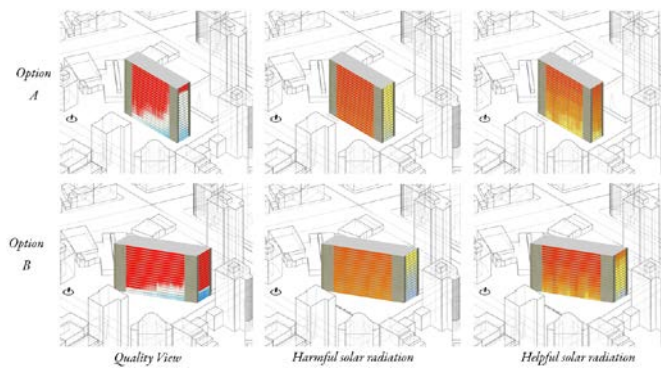 Option
A
Option
B
Quality View
Harmful solar radiation
Helpful solar radiation